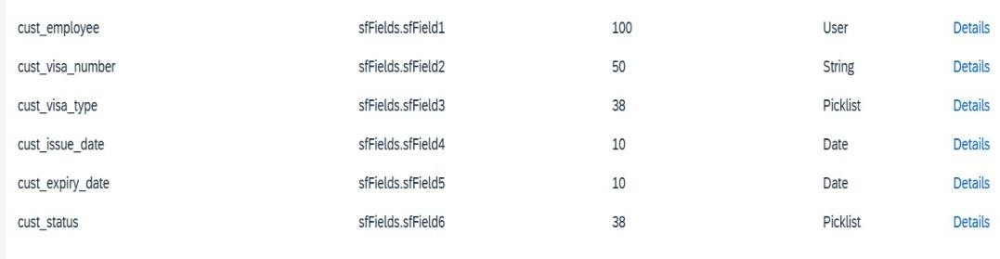 cust_employee sfFields.sfField1 100 User Details
cust_visa_number sfFields.sfField2 50 String Details
cust_visa_type sfFields.sfField3 38 Picklist Details
cust_issue_date sfFields.sfField4 10 Date Details
cust_expiry_date sfFields.sfField5 10 Date Details
cust_status sfFields.sfField6 38 Picklist Details